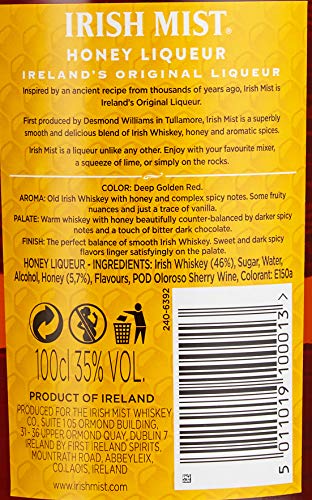 IRISH MIST®
HONEY LIQUEUR
IRELAND'S ORIGINAL LIQUEUR
Inspired by an ancient recipe from thousands of years ago, Irish Mist is
Ireland's Original Liqueur.
First produced by Desmond Williams in Tullamore, Irish Mist is a superbly
smooth and delicious blend of Irish Whiskey, honey and aromatic spices.
Irish Mist is a liqueur unlike any other. Enjoy with your favourite mixer,
a squeeze of lime, or simply on the rocks.
COLOR: Deep Golden Red.
AROMA: Old Irish Whiskey with honey and complex spicy notes. Some fruity
nuances and just a trace of vanilla.
PALATE: Warm whiskey with honey beautifully counter-balanced by darker spicy
notes and a touch of bitter dark chocolate.
FINISH: The perfect balance of smooth Irish Whiskey. Sweet and dark spicy
flavors linger satisfyingly on the palate.
HONEY LIQUEUR - INGREDIENTS: Irish Whiskey (46%), Sugar, Water,
Alcohol, Honey (5,7%), Flavours, POD Oloroso Sherry Wine, Colorant: E150a
240-6392
100cl 35% VOL.
PRODUCT OF IRELAND
PRODUCED FOR THE IRISH MIST WHISKEY
CO., SUITE 105 ORMOND BUILDING,
31-36 UPPER ORMOND QUAY, DUBLIN 7
IRELAND BY FIRST IRELAND SPIRITS,
MOUNTRATH ROAD, ABBEYLEIX,
CO.LAOIS, IRELAND
www.irishmist.com
5 011019 100013 >